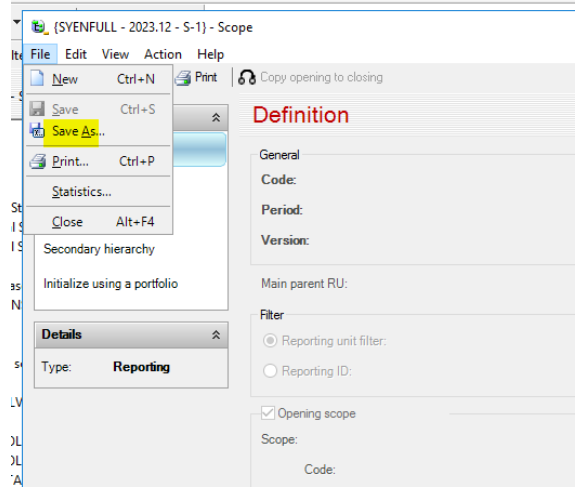 {SYENFULL - 2023.12 - S-1} - Scope
File Edit View Action Help
New Ctrl+N
Print
Copy opening to closing
Save Ctrl+S
Save As...
Print... Ctrl+P
Statistics...
Close Alt+F4
Secondary hierarchy
Initialize using a portfolio
Details
Type: Reporting
Definition
General
Code:
Period:
Version:
Main parent RU:
Filter
Reporting unit filter:
Reporting ID:
Opening scope
Scope:
Code: